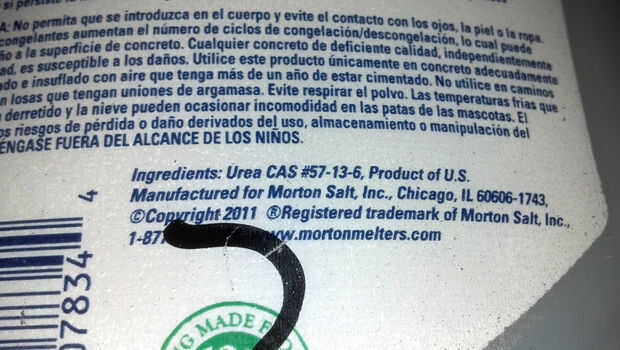 si persiste l
A: No permita que se introduzca en el cuerpo y evite el contacto con los ojos, la piel o la ropa.
congelantes aumentan el número de ciclos de congelación/descongelación, lo cual puede
ño a la superficie de concreto. Cualquier concreto de deficiente calidad, independientemente
ad, es susceptible a los daños. Utilice este producto únicamente en concreto adecuadamente
do e insuflado con aire que tenga más de un año de estar cimentado. No utilice en caminos
n losas que tengan uniones de argamasa. Evite respirar el polvo. Las temperaturas frías que
derretido y la nieve pueden ocasionar incomodidad en las patas de las mascotas. El
os riesgos de pérdida o daño derivados del uso, almacenamiento o manipulación del
ÉNGASE FUERA DEL ALCANCE DE LOS NIÑOS.
Ingredients: Urea CAS #57-13-6, Product of U.S.
Manufactured for Morton Salt, Inc., Chicago, IL 60606-1743,
©Copyright 2011 ®Registered trademark of Morton Salt, Inc.,
1-877 www.mortonmelters.com
07834 4
G MADE F